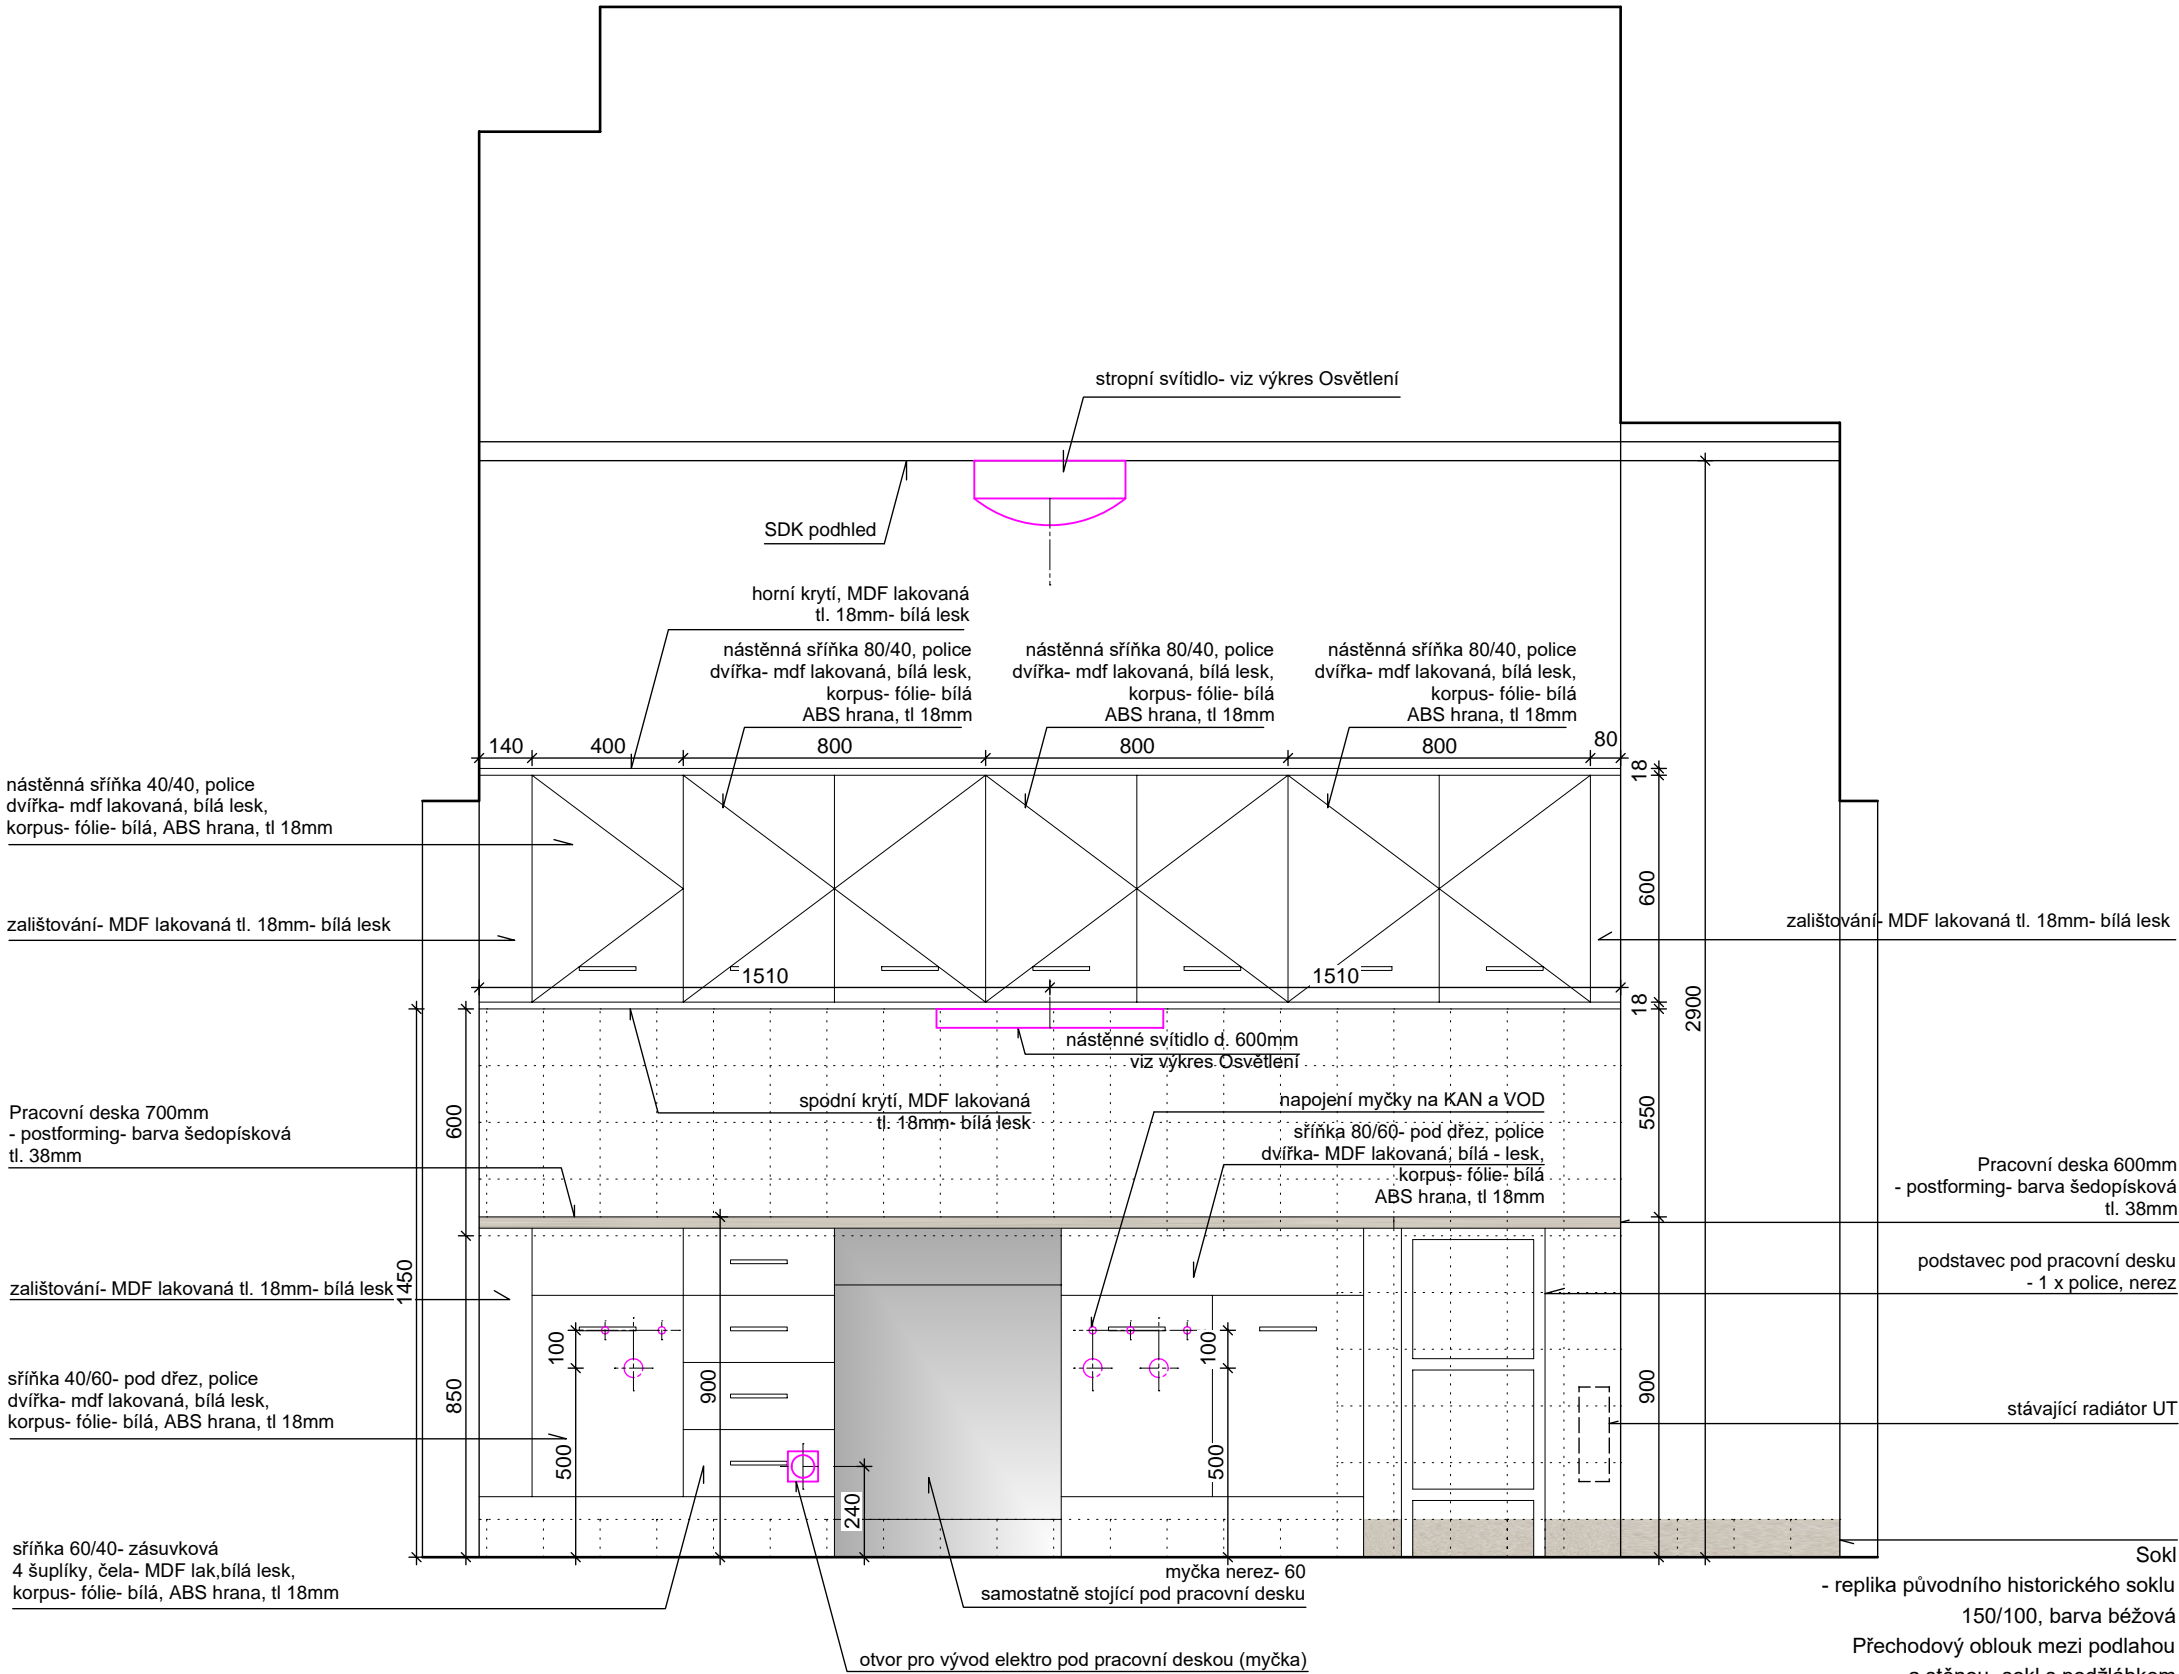 stropní svítidlo- viz výkres Osvětlení
SDK podhled
horní krytí, MDF lakovaná
tl. 18mm- bílá lesk
nástěnná sříňka 80/40, police
dvířka- mdf lakovaná, bílá lesk,
korpus- fólie- bílá
ABS hrana, tl 18mm
nástěnná sříňka 80/40, police
dvířka- mdf lakovaná, bílá lesk,
korpus- fólie- bílá
ABS hrana, tl 18mm
nástěnná sříňka 80/40, police
dvířka- mdf lakovaná, bílá lesk,
korpus- fólie- bílá
ABS hrana, tl 18mm
140 400 800 800 800 80
18
nástěnná sříňka 40/40, police
dvířka- mdf lakovaná, bílá lesk,
korpus- fólie- bílá, ABS hrana, tl 18mm
600
zalištování- MDF lakovaná tl. 18mm- bílá lesk
zalištování- MDF lakovaná tl. 18mm- bílá lesk
1510 1510
18
2900
nástěnné svítidlo d. 600mm
viz výkres Osvětlení
spodní krytí, MDF lakovaná
tl. 18mm- bílá lesk
napojení myčky na KAN a VOD
600
550
Pracovní deska 700mm
- postforming- barva šedopísková
tl. 38mm
sříňka 80/60- pod dřez, police
dvířka- MDF lakovaná, bílá - lesk,
korpus- fólie- bílá
ABS hrana, tl 18mm
Pracovní deska 600mm
- postforming- barva šedopísková
tl. 38mm
podstavec pod pracovní desku
- 1 x police, nerez
zalištování- MDF lakovaná tl. 18mm- bílá lesk
1450
100
100
850
900
900
sříňka 40/60- pod dřez, police
dvířka- mdf lakovaná, bílá lesk,
korpus- fólie- bílá, ABS hrana, tl 18mm
stávající radiátor UT
500
500
240
sříňka 60/40- zásuvková
4 šuplíky, čela- MDF lak,bílá lesk,
korpus- fólie- bílá, ABS hrana, tl 18mm
myčka nerez- 60
samostatně stojící pod pracovní desku
otvor pro vývod elektro pod pracovní deskou (myčka)
Sokl
- replika původního historického soklu
150/100, barva béžová
Přechodový oblouk mezi podlahou
a stěnou- sokl s podžlábkem